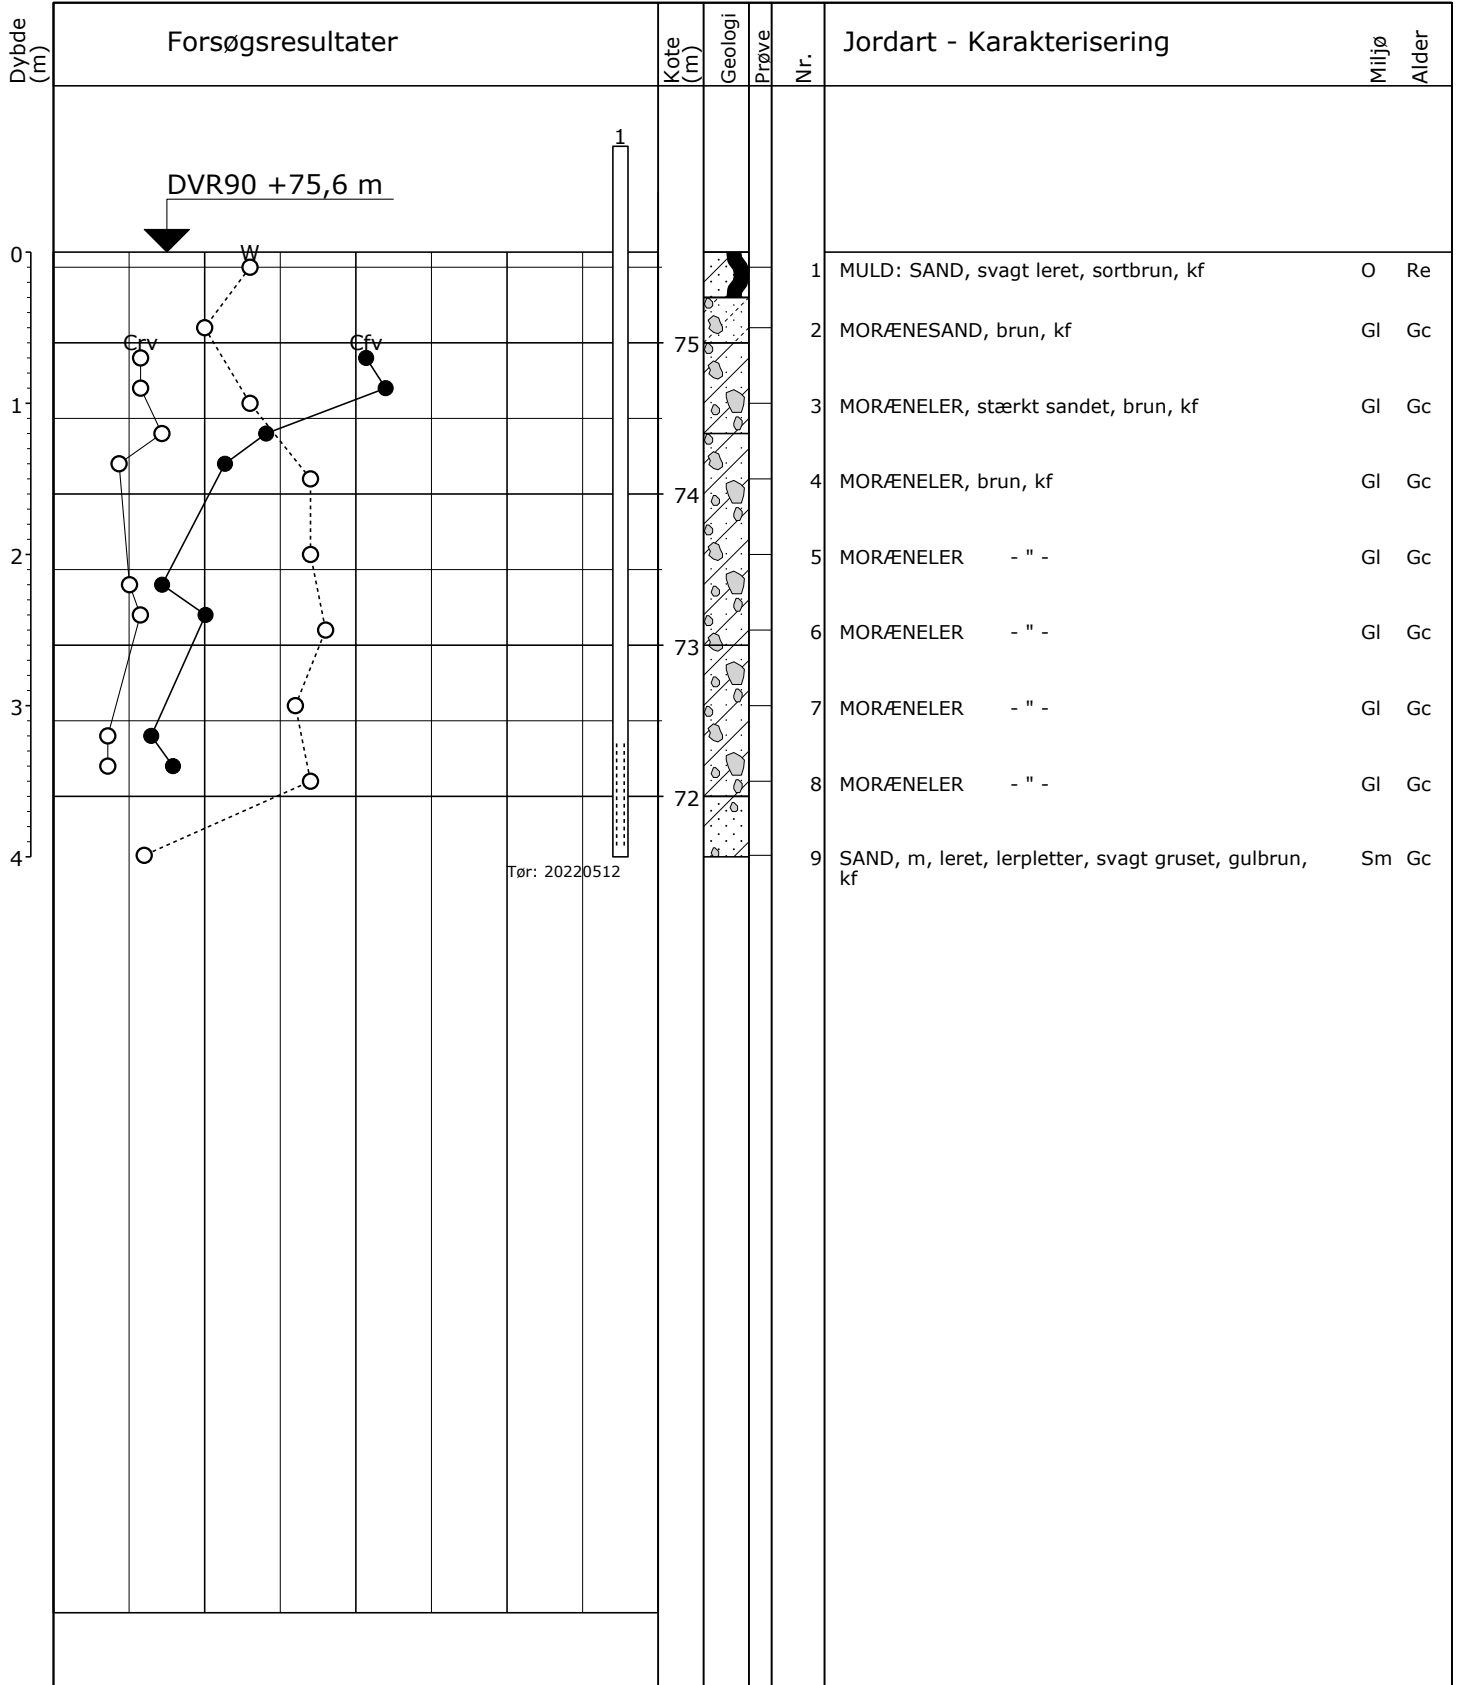 Dybde
(m)
Forsøgsresultater
Kote
(m)
Geologi
Prøve
Nr.
Jordart - Karakterisering
Miljø
Alder
1
DVR90 +75,6 m
0
W
1 MULD: SAND, svagt leret, sortbrun, kf O Re
2 MORÆNESAND, brun, kf Gl Gc
Crv
Cfv
75
1
3 MORÆNELER, stærkt sandet, brun, kf Gl Gc
4 MORÆNELER, brun, kf Gl Gc
74
2
5 MORÆNELER - " - Gl Gc
6 MORÆNELER - " - Gl Gc
73
3
7 MORÆNELER - " - Gl Gc
8 MORÆNELER - " - Gl Gc
72
4
9 SAND, m, leret, lerpletter, svagt gruset, gulbrun, Sm Gc
kf
Tør: 20220512